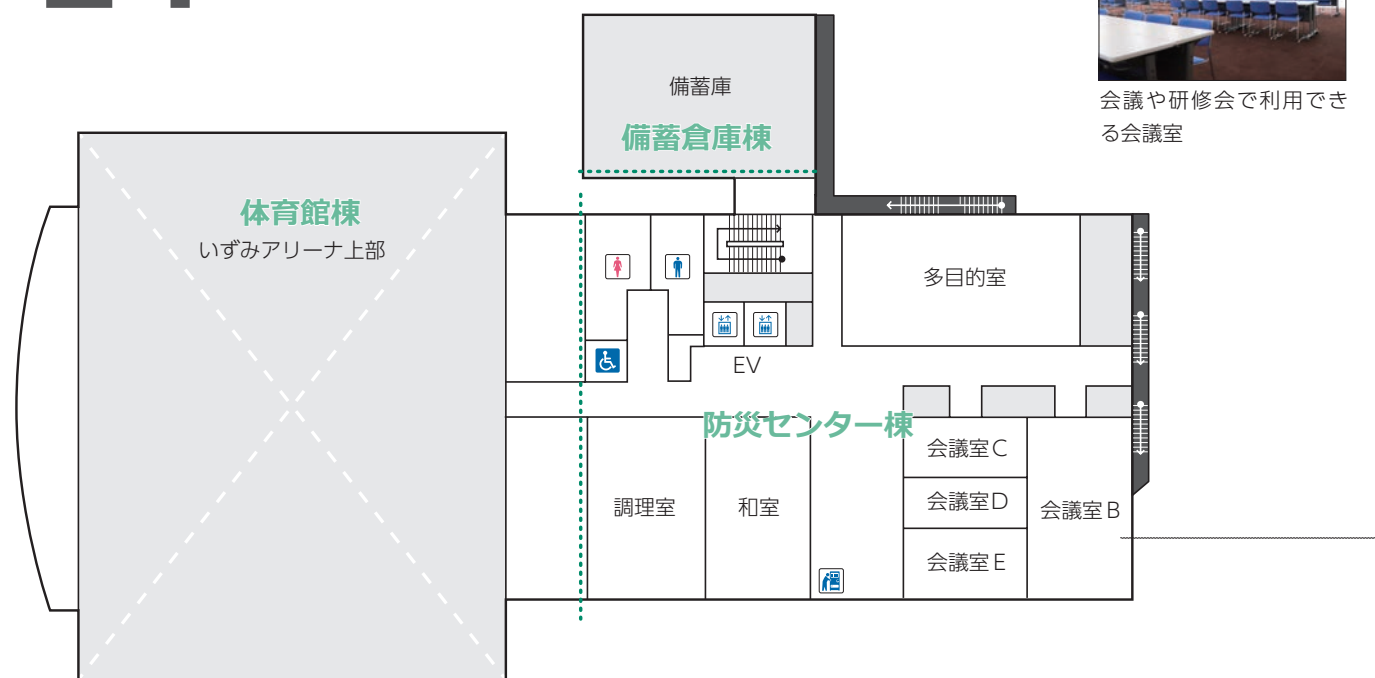 備蓄庫
備蓄倉庫棟
会議や研修会で利用でき
る会議室
体育館棟
いずみアリーナ上部
多目的室
EV
防災センター棟
会議室C
調理室
和室
会議室D
会議室B
会議室E